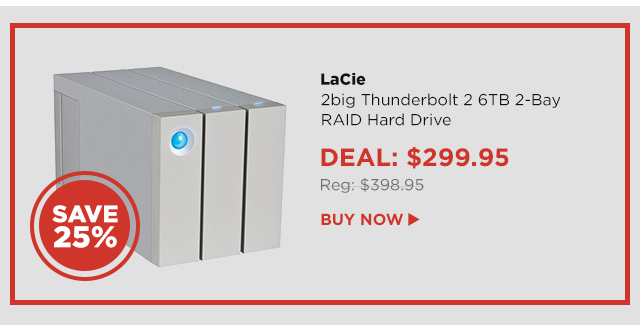 LaCie
2big Thunderbolt 2 6TB 2-Bay
RAID Hard Drive
DEAL: $299.95
Reg: $398.95
BUY NOW
SAVE
25%